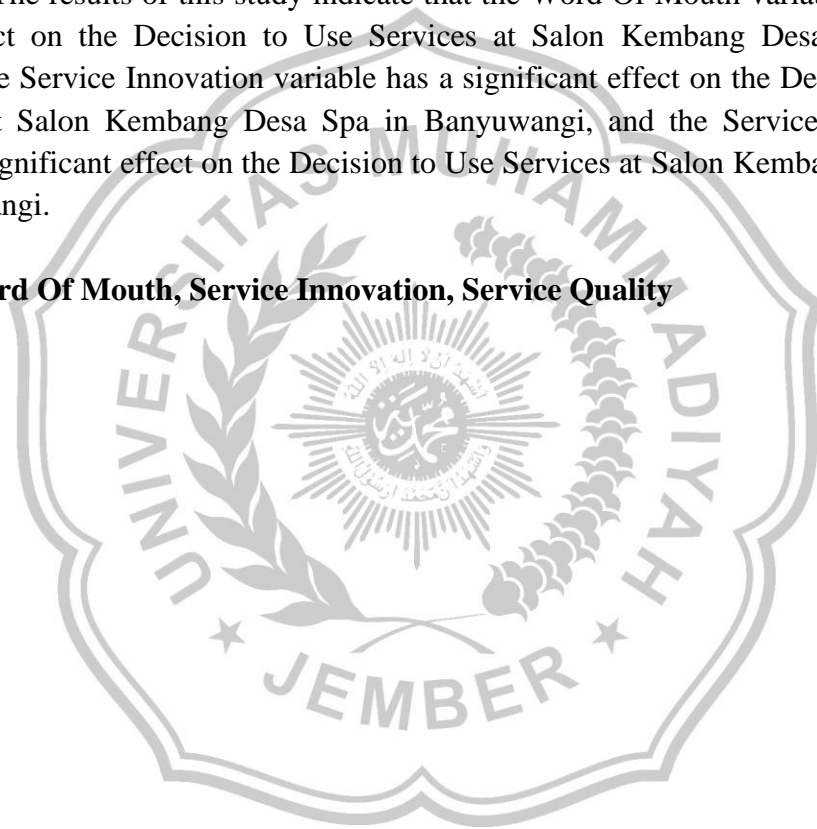 The results of this study indicate that the Word Of Mouth varia
ct on the Decision to Use Services at Salon Kembang Desa
e Service Innovation variable has a significant effect on the De
t Salon Kembang Desa Spa in Banyuwangi, and the Service
gnificant effect on the Decision to Use Services at Salon Kemba
ngi.
rd Of Mouth, Service Innovation, Service Quality
UNIVERSITAS MUHAMMADIYAH
JEMBER